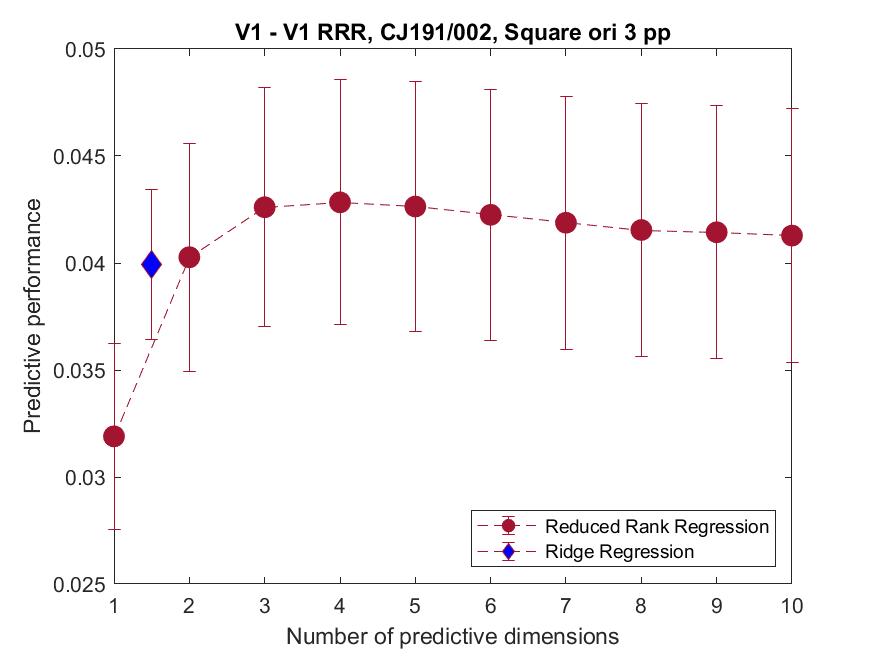 V1 - V1 RRR, CJ191/002, Square ori 3 pp
0.05
0.045
0.04
0.035
0.03
0.025
Predictive performance
Reduced Rank Regression
Ridge Regression
1 2 3 4 5 6 7 8 9 10
Number of predictive dimensions